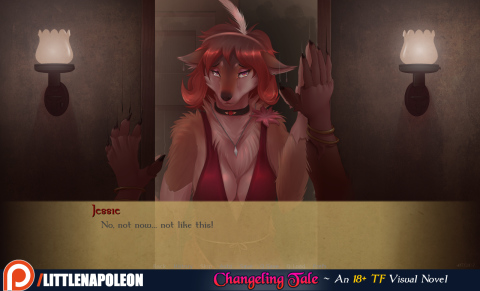 Jessie
No, not now... not like this!
/LITTLENAPOLEON
Changeling Tale ~ An 18+ TF Visual Novel